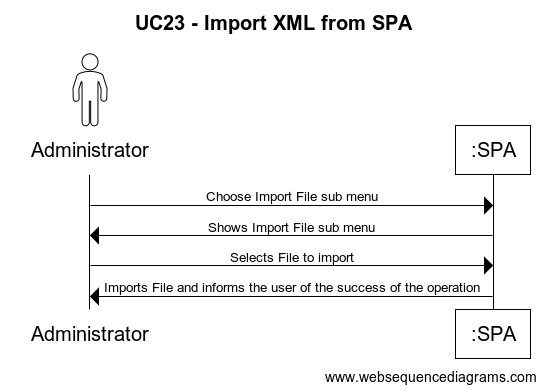 UC23 - Import XML from SPA
Administrator
:SPA
Choose Import File sub menu
Shows Import File sub menu
Selects File to import
Imports File and informs the user of the success of the operation
Administrator
:SPA
www.websequencediagrams.com